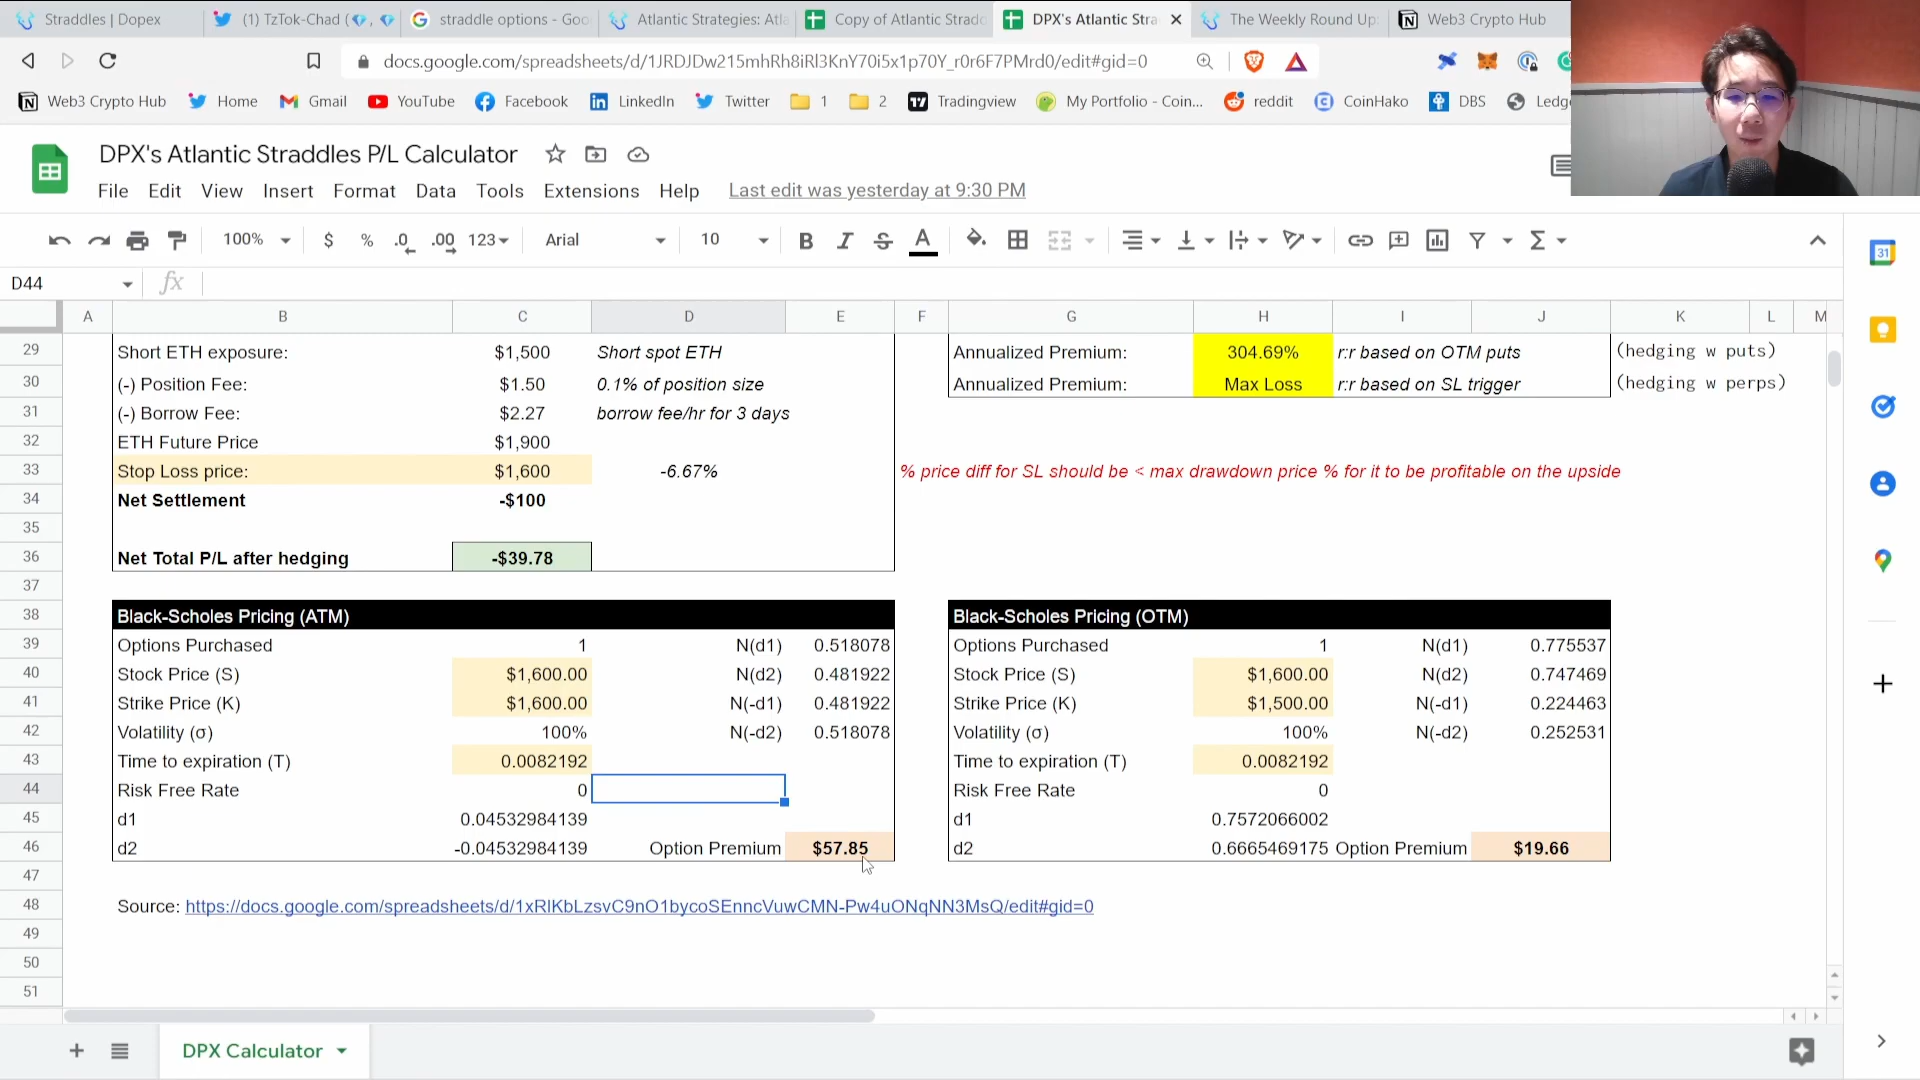 Straddles | Dopex
(1) TzTok-Chad (💎, 💎
straddle options - Goo
Atlantic Strategies: Atla
Copy of Atlantic Stradd
DPX's Atlantic Stra
The Weekly Round Up:
Web3 Crypto Hub
docs.google.com/spreadsheets/d/1JRDJDw215mhRh8iRl3KnY70i5x1p70Y_r0r6F7PMrd0/edit#gid=0
Web3 Crypto Hub
Home
Gmail
YouTube
Facebook
LinkedIn
Twitter
1
2
Tradingview
My Portfolio - Coin...
reddit
CoinHako
DBS
Ledg
DPX's Atlantic Straddles P/L Calculator
File Edit View Insert Format Data Tools Extensions Help Last edit was yesterday at 9:30 PM
100% $ % .0 .00 123 Arial 10 B I S A
31
D44 fx
A B C D E F G H I J K L M
29 Short ETH exposure: $1,500 Short spot ETH Annualized Premium: 304.69% r:r based on OTM puts (hedging w puts)
30 (-) Position Fee: $1.50 0.1% of position size Annualized Premium: Max Loss r:r based on SL trigger (hedging w perps)
31 (-) Borrow Fee: $2.27 borrow fee/hr for 3 days
32 ETH Future Price $1,900
33 Stop Loss price: $1,600 -6.67% % price diff for SL should be < max drawdown price % for it to be profitable on the upside
34 Net Settlement -$100
35
36 Net Total P/L after hedging -$39.78
37
38 Black-Scholes Pricing (ATM) Black-Scholes Pricing (OTM)
39 Options Purchased 1 N(d1) 0.518078 Options Purchased 1 N(d1) 0.775537
40 Stock Price (S) $1,600.00 N(d2) 0.481922 Stock Price (S) $1,600.00 N(d2) 0.747469
41 Strike Price (K) $1,600.00 N(-d1) 0.481922 Strike Price (K) $1,500.00 N(-d1) 0.224463
42 Volatility (σ) 100% N(-d2) 0.518078 Volatility (σ) 100% N(-d2) 0.252531
43 Time to expiration (T) 0.0082192 Time to expiration (T) 0.0082192
44 Risk Free Rate 0 Risk Free Rate 0
45 d1 0.04532984139 d1 0.7572066002
46 d2 -0.04532984139 Option Premium $57.85 d2 0.6665469175 Option Premium $19.66
47
48 Source: https://docs.google.com/spreadsheets/d/1xRlKbLzsvC9nO1bycoSEnncVuwCMN-Pw4uONqNN3MsQ/edit#gid=0
49
50
51
DPX Calculator